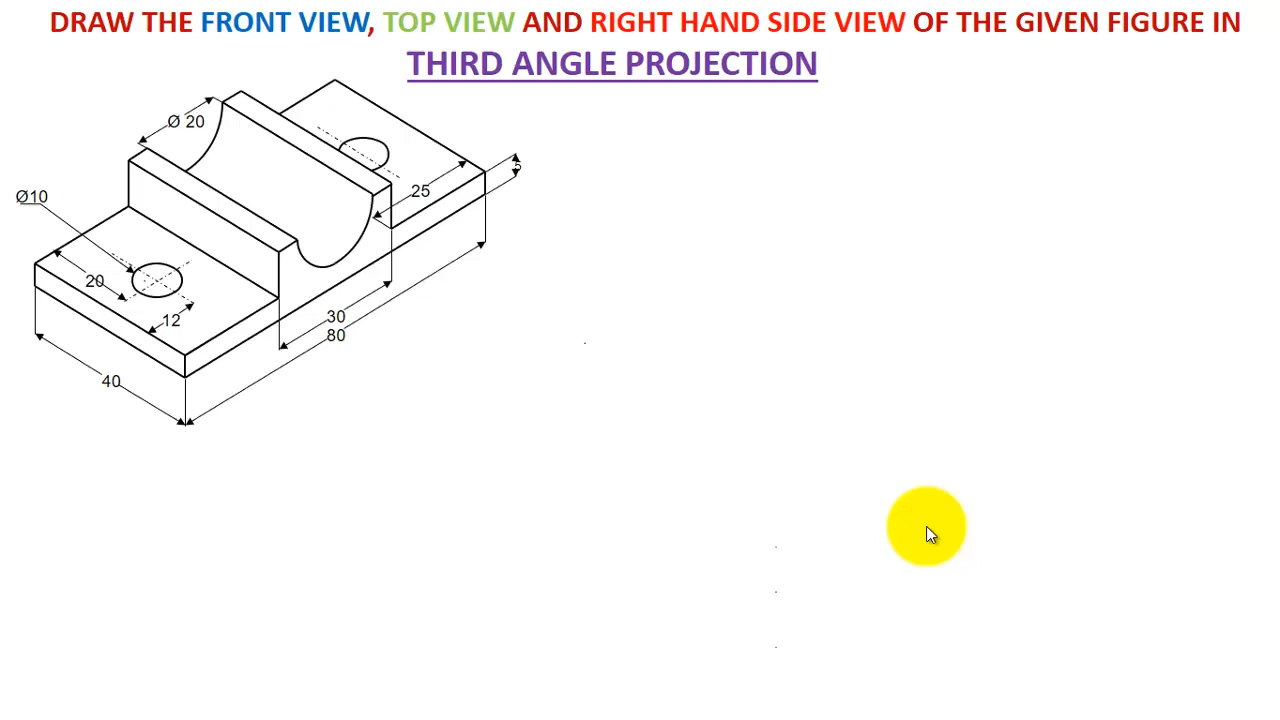 DRAW THE FRONT VIEW, TOP VIEW AND RIGHT HAND SIDE VIEW OF THE GIVEN FIGURE IN
THIRD ANGLE PROJECTION
Ø 20
5
25
Ø10
20
12
30
80
40